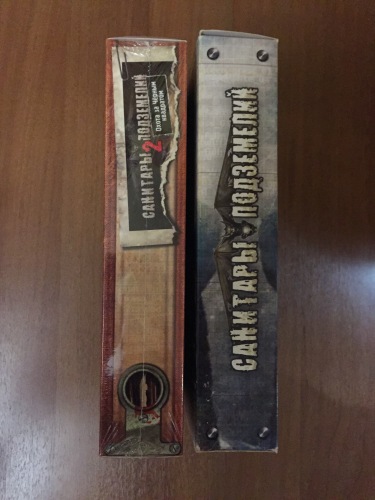 САНИТАРЫ 2 ПОДЗЕМЕЛИЙ
Охота за Чёрным
квадратом
САНИТАРЫ ПОДЗЕМЕЛИЙ